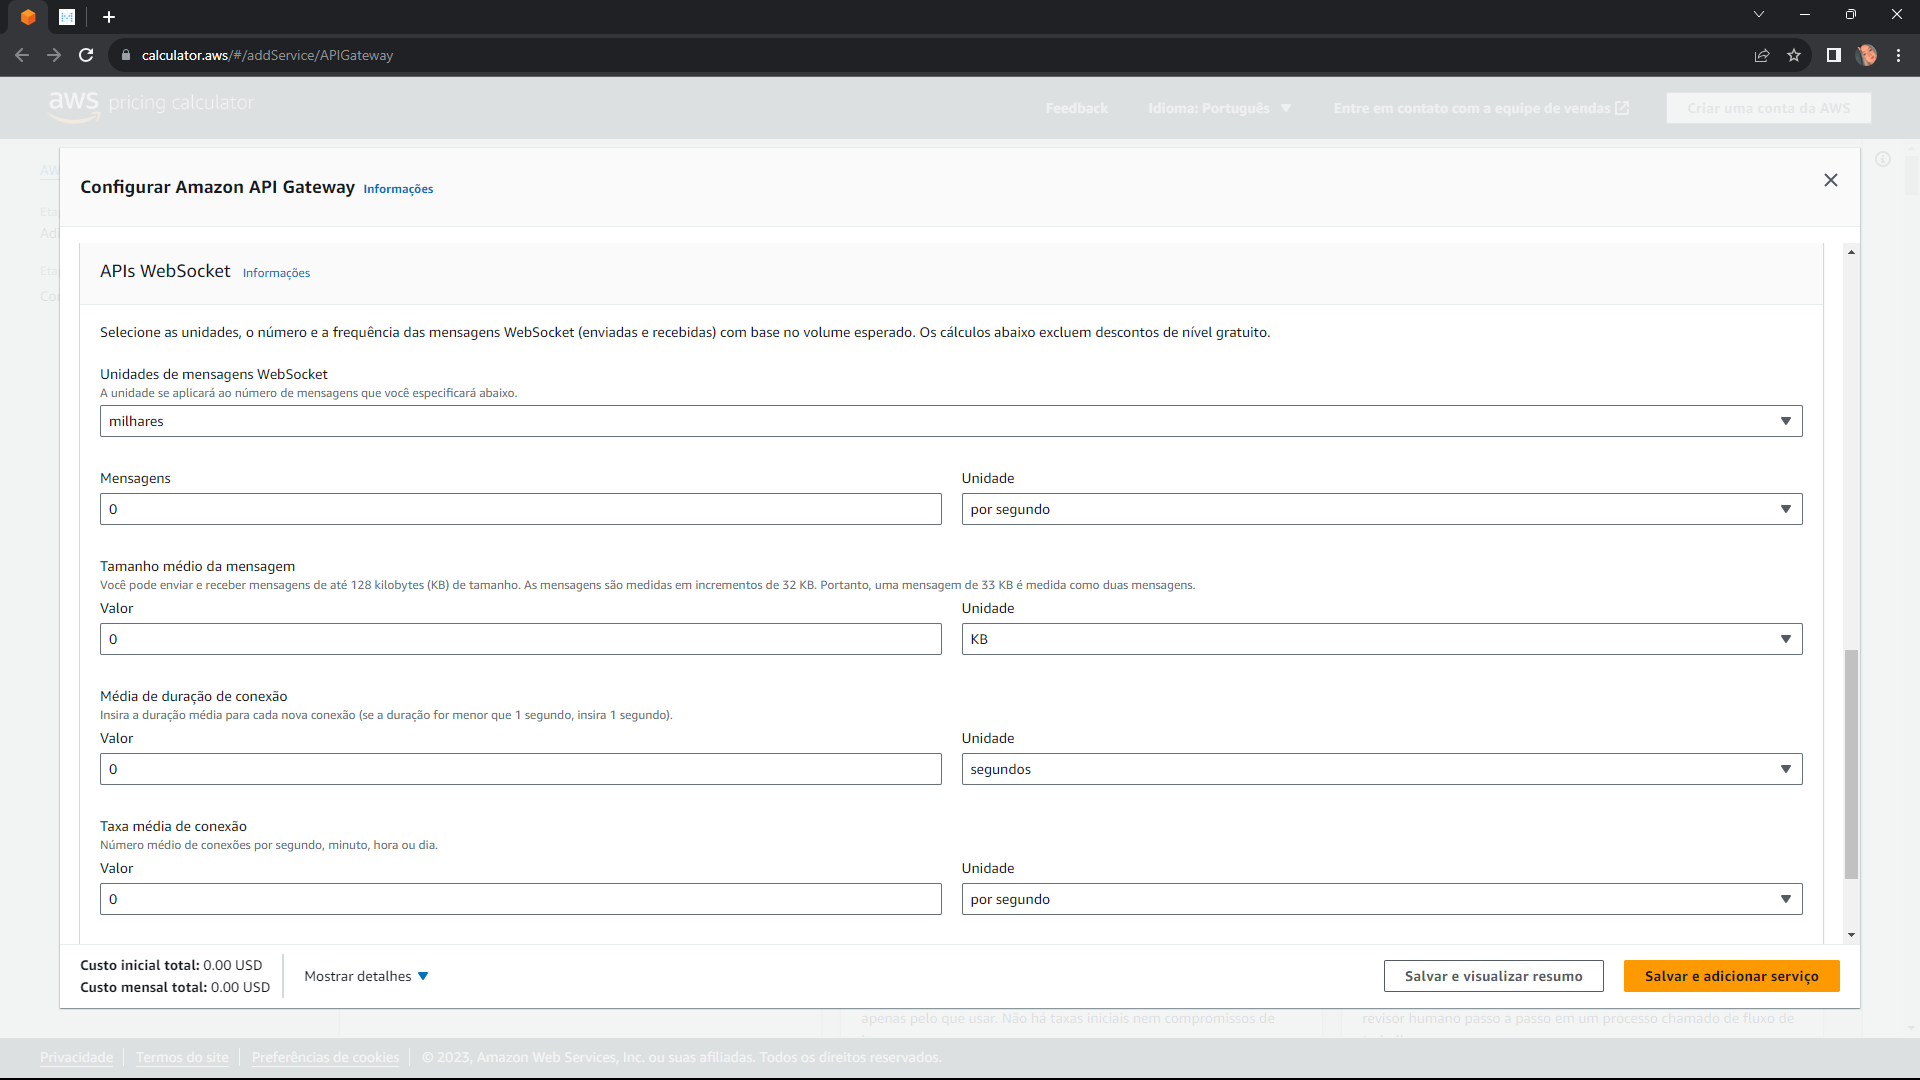 calculator.aws/#/addService/APIGateway
aws pricing calculator
Feedback
Idioma: Português
Entre em contato com a equipe de vendas
Criar uma conta da AWS
Configurar Amazon API Gateway Informações
APIs WebSocket Informações
Selecione as unidades, o número e a frequência das mensagens WebSocket (enviadas e recebidas) com base no volume esperado. Os cálculos abaixo excluem descontos de nível gratuito.
Unidades de mensagens WebSocket
A unidade se aplicará ao número de mensagens que você especificará abaixo.
milhares
Mensagens
Unidade
0
por segundo
Tamanho médio da mensagem
Você pode enviar e receber mensagens de até 128 kilobytes (KB) de tamanho. As mensagens são medidas em incrementos de 32 KB. Portanto, uma mensagem de 33 KB é medida como duas mensagens.
Valor
Unidade
0
KB
Média de duração de conexão
Insira a duração média para cada nova conexão (se a duração for menor que 1 segundo, insira 1 segundo).
Valor
Unidade
0
segundos
Taxa média de conexão
Número médio de conexões por segundo, minuto, hora ou dia.
Valor
Unidade
0
por segundo
Custo inicial total: 0.00 USD
Custo mensal total: 0.00 USD
Mostrar detalhes
Salvar e visualizar resumo
Salvar e adicionar serviço
apenas pelo que usar. Não há taxas iniciais nem compromissos de
revisor humano passo a passo em um processo chamado de fluxo de
Privacidade
Termos do site
Preferências de cookies
© 2023, Amazon Web Services, Inc. ou suas afiliadas. Todos os direitos reservados.